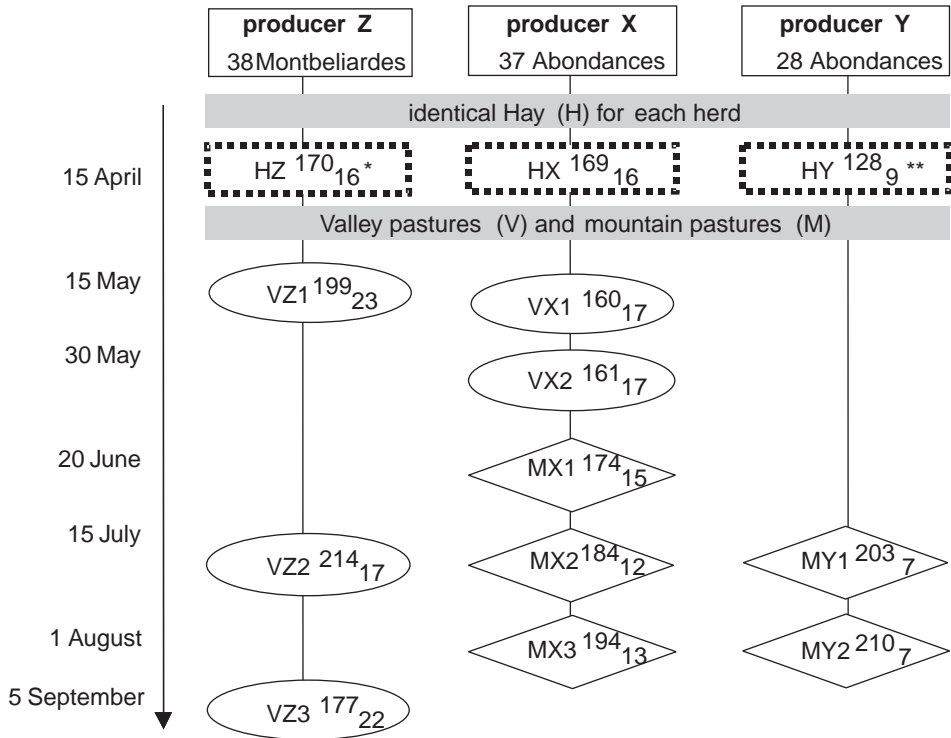 producer Z producer X producer Y
38 Montbeliardes 37 Abondances 28 Abondances
identical Hay (H) for each herd
15 April HZ 170 16 * HX 169 16 HY 128 9 **
Valley pastures (V) and mountain pastures (M)
15 May VZ1 199 23 VX1 160 17
30 May VX2 161 17
20 June MX1 174 15
15 July VZ2 214 17 MX2 184 12 MY1 203 7
1 August MX3 194 13 MY2 210 7
5 September VZ3 177 22